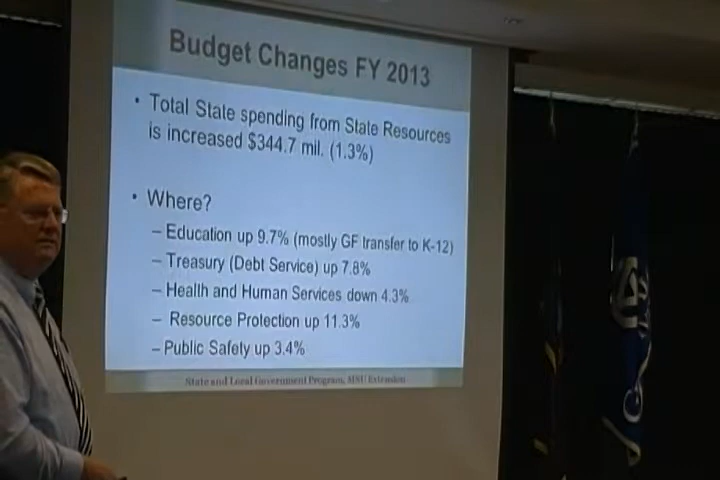 Budget Changes FY 2013
• Total State spending from State Resources
is increased $344.7 mil. (1.3%)
• Where?
– Education up 9.7% (mostly GF transfer to K-12)
– Treasury (Debt Service) up 7.8%
– Health and Human Services down 4.3%
– Resource Protection up 11.3%
– Public Safety up 3.4%
State and Local Government Program, MSU Extension